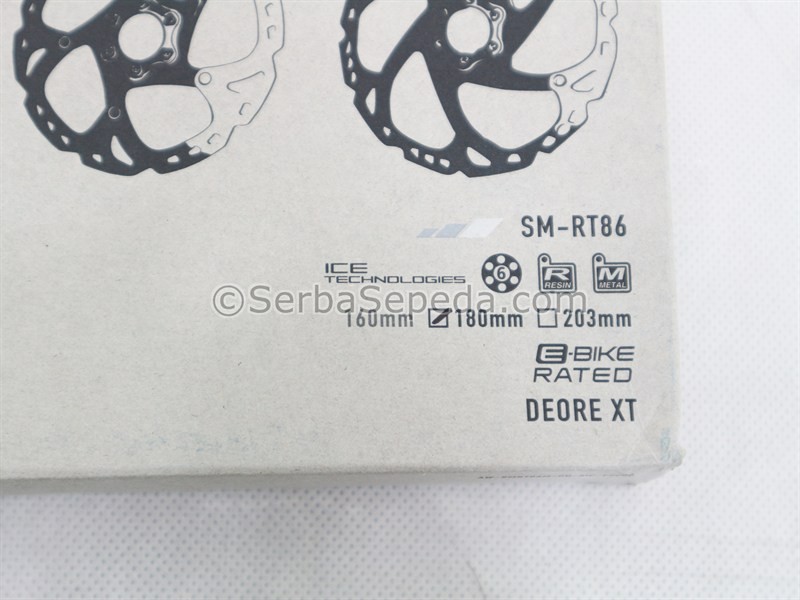 SM-RT86
ICE TECHNOLOGIES 6 R RESIN M METAL
©SerbaSepeda.com
160mm 180mm 203mm
E-BIKE
RATED
DEORE XT